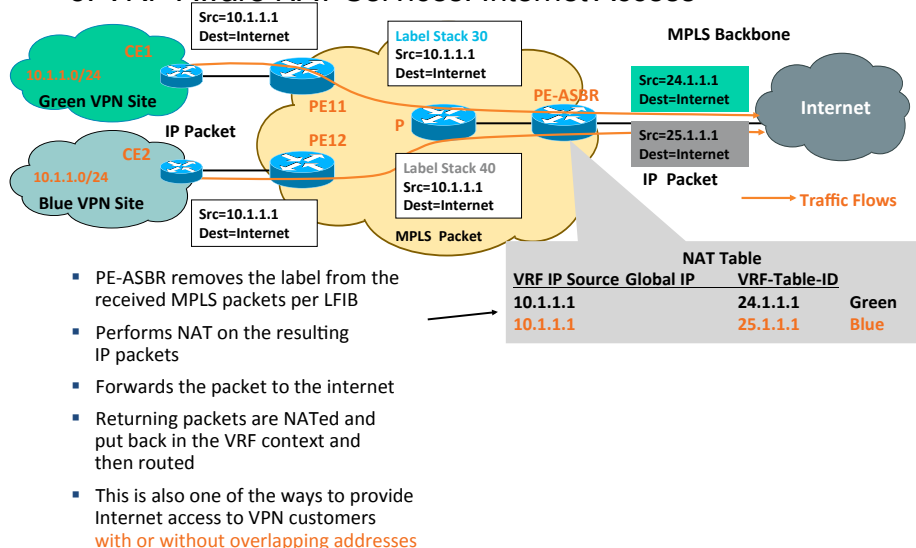 Src=10.1.1.1
Dest=Internet
CE1
10.1.1.0/24
Green VPN Site
PE11
Label Stack 30
Src=10.1.1.1
Dest=Internet
MPLS Backbone
Src=24.1.1.1
Dest=Internet
PE-ASBR
Internet
IP Packet
P
PE12
CE2
10.1.1.0/24
Blue VPN Site
Src=10.1.1.1
Dest=Internet
Label Stack 40
Src=10.1.1.1
Dest=Internet
MPLS Packet
Src=25.1.1.1
Dest=Internet
IP Packet
Traffic Flows
NAT Table
VRF IP Source Global IP VRF-Table-ID
10.1.1.1 24.1.1.1 Green
10.1.1.1 25.1.1.1 Blue
▪ PE-ASBR removes the label from the
received MPLS packets per LFIB
▪ Performs NAT on the resulting
IP packets
▪ Forwards the packet to the internet
▪ Returning packets are NATed and
put back in the VRF context and
then routed
▪ This is also one of the ways to provide
Internet access to VPN customers
with or without overlapping addresses